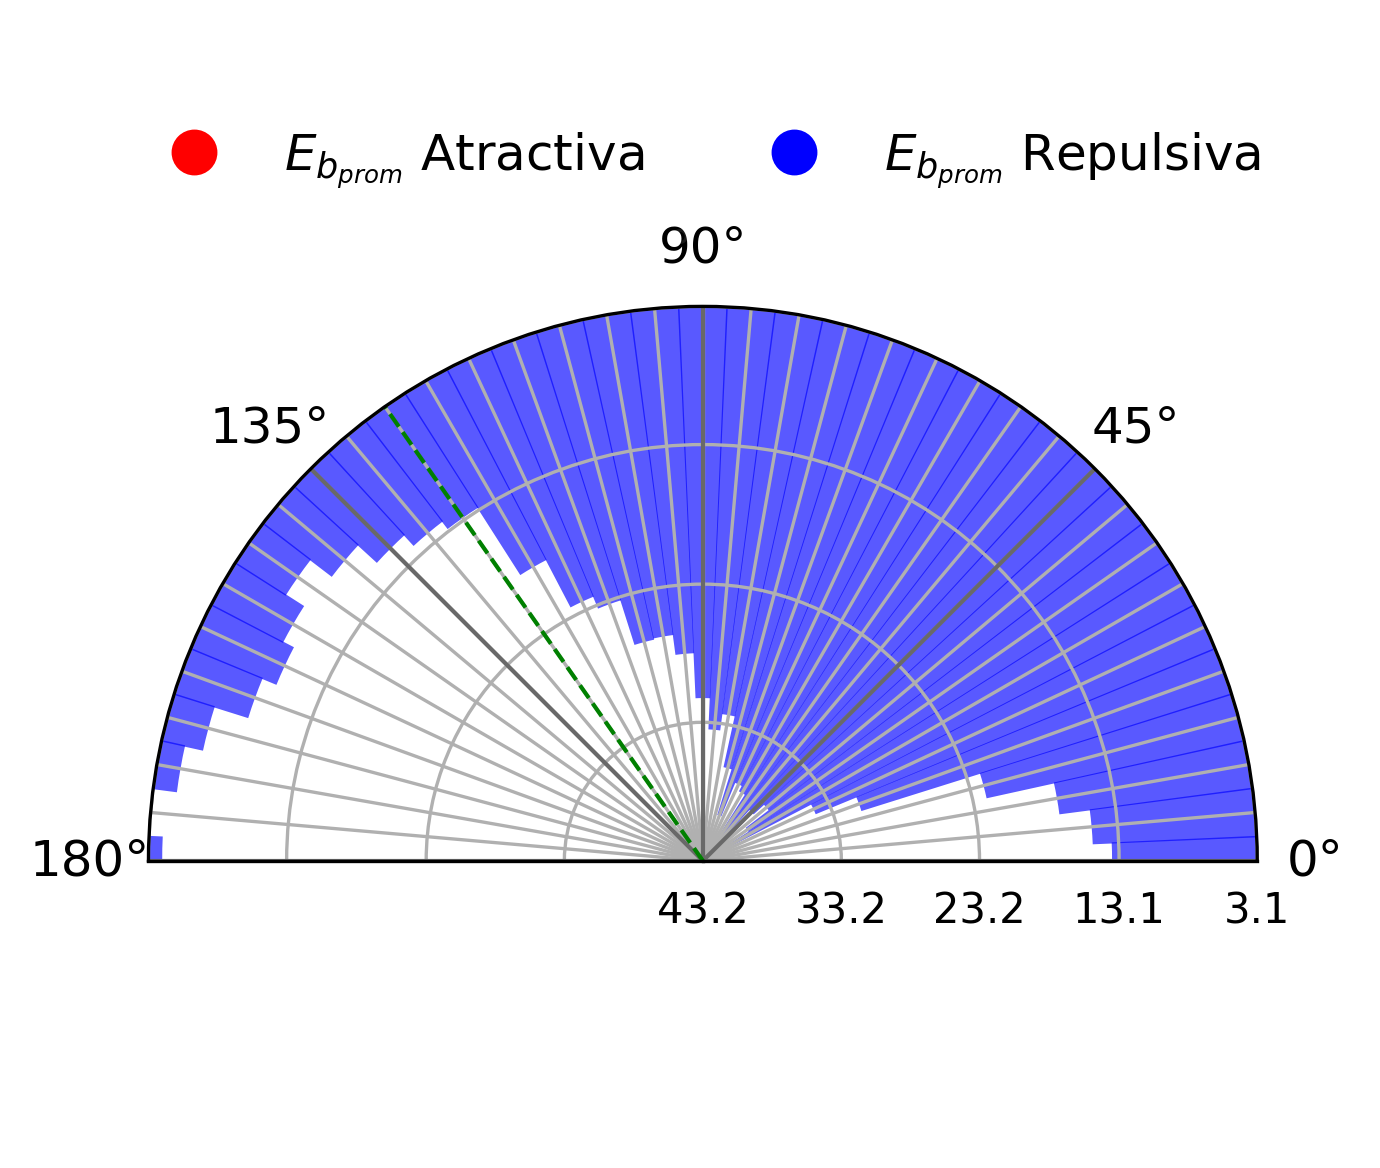 E_{b_{prom}} Atractiva E_{b_{prom}} Repulsiva
90°
135° 45°
180° 0°
43.2 33.2 23.2 13.1 3.1